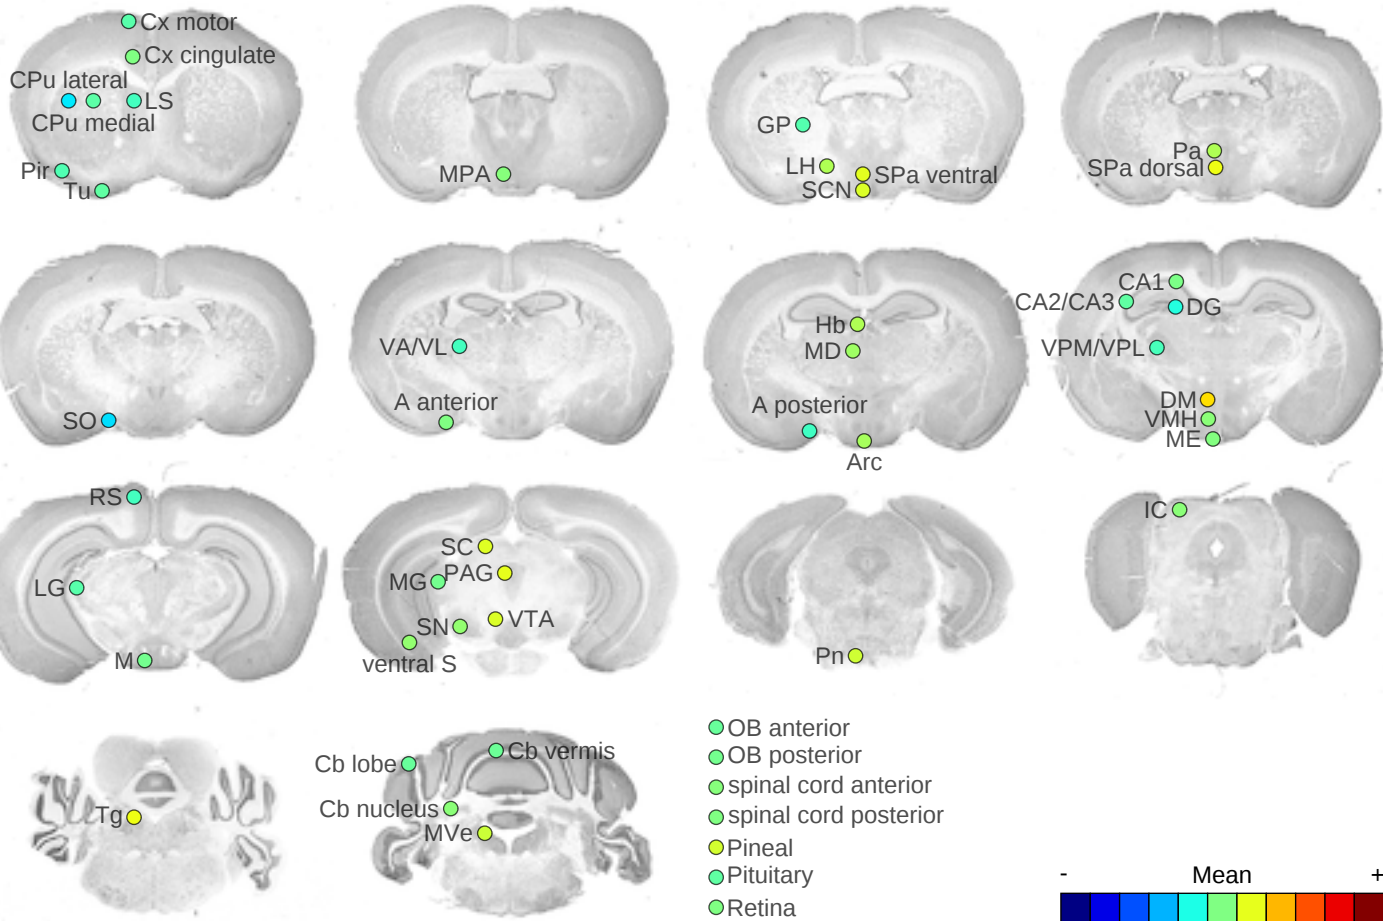 Cx motor
Cx cingulate
CPu lateral
LS
CPu medial
Pir
Tu
MPA
GP
LH
SPa ventral
SCN
Pa
SPa dorsal
SO
VA/VL
A anterior
Hb
MD
A posterior
Arc
CA1
CA2/CA3
DG
VPM/VPL
DM
VMH
ME
RS
LG
M
SC
PAG
MG
VTA
SN
ventral S
Pn
IC
Tg
Cb vermis
Cb lobe
Cb nucleus
MVe
OB anterior
OB posterior
spinal cord anterior
spinal cord posterior
Pineal
Pituitary
Retina
- Mean +